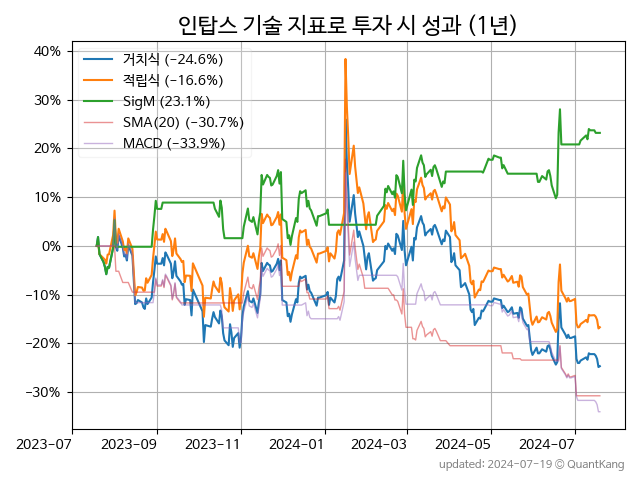 인탑스 기술 지표로 투자 시 성과 (1년)
40%
30%
20%
10%
0%
−10%
−20%
−30%
거치식 (−24.6%)
적립식 (−16.6%)
SigM (23.1%)
SMA(20) (−30.7%)
MACD (−33.9%)
2023−07
2023−09
2023−11
2024−01
2024−03
2024−05
2024−07
updated: 2024−07−19 @ QuantKang